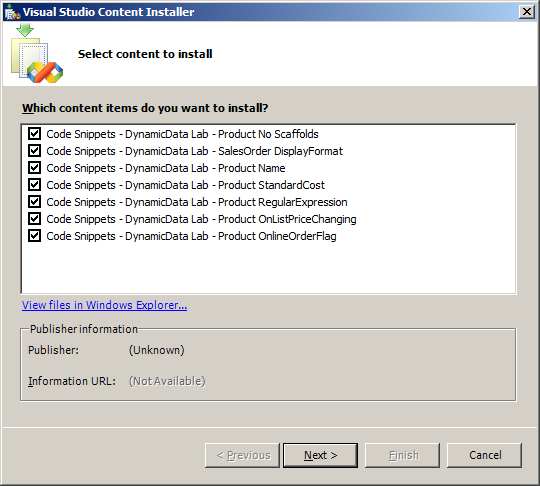 Visual Studio Content Installer
Select content to install
Which content items do you want to install?
Code Snippets - DynamicData Lab - Product No Scaffolds
Code Snippets - DynamicData Lab - SalesOrder DisplayFormat
Code Snippets - DynamicData Lab - Product Name
Code Snippets - DynamicData Lab - Product StandardCost
Code Snippets - DynamicData Lab - Product RegularExpression
Code Snippets - DynamicData Lab - Product OnListPriceChanging
Code Snippets - DynamicData Lab - Product OnlineOrderFlag
View files in Windows Explorer...
Publisher information
Publisher: (Unknown)
Information URL: (Not Available)
< Previous Next > Finish Cancel